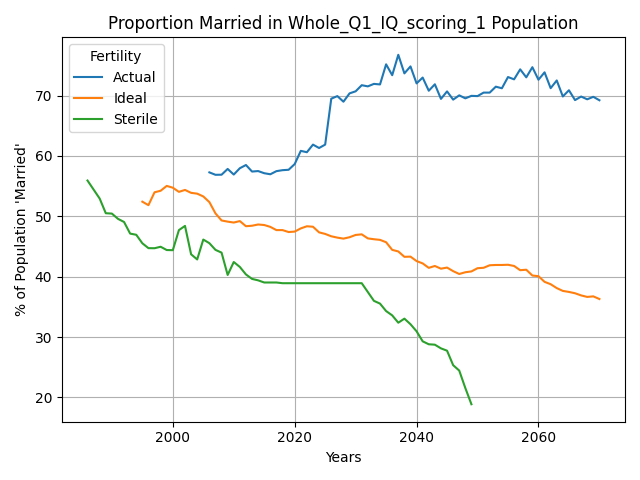 Proportion Married in Whole_Q1_IQ_scoring_1 Population
Fertility
Actual
Ideal
Sterile
% of Population 'Married'
70
60
50
40
30
20
2000
2020
2040
2060
Years